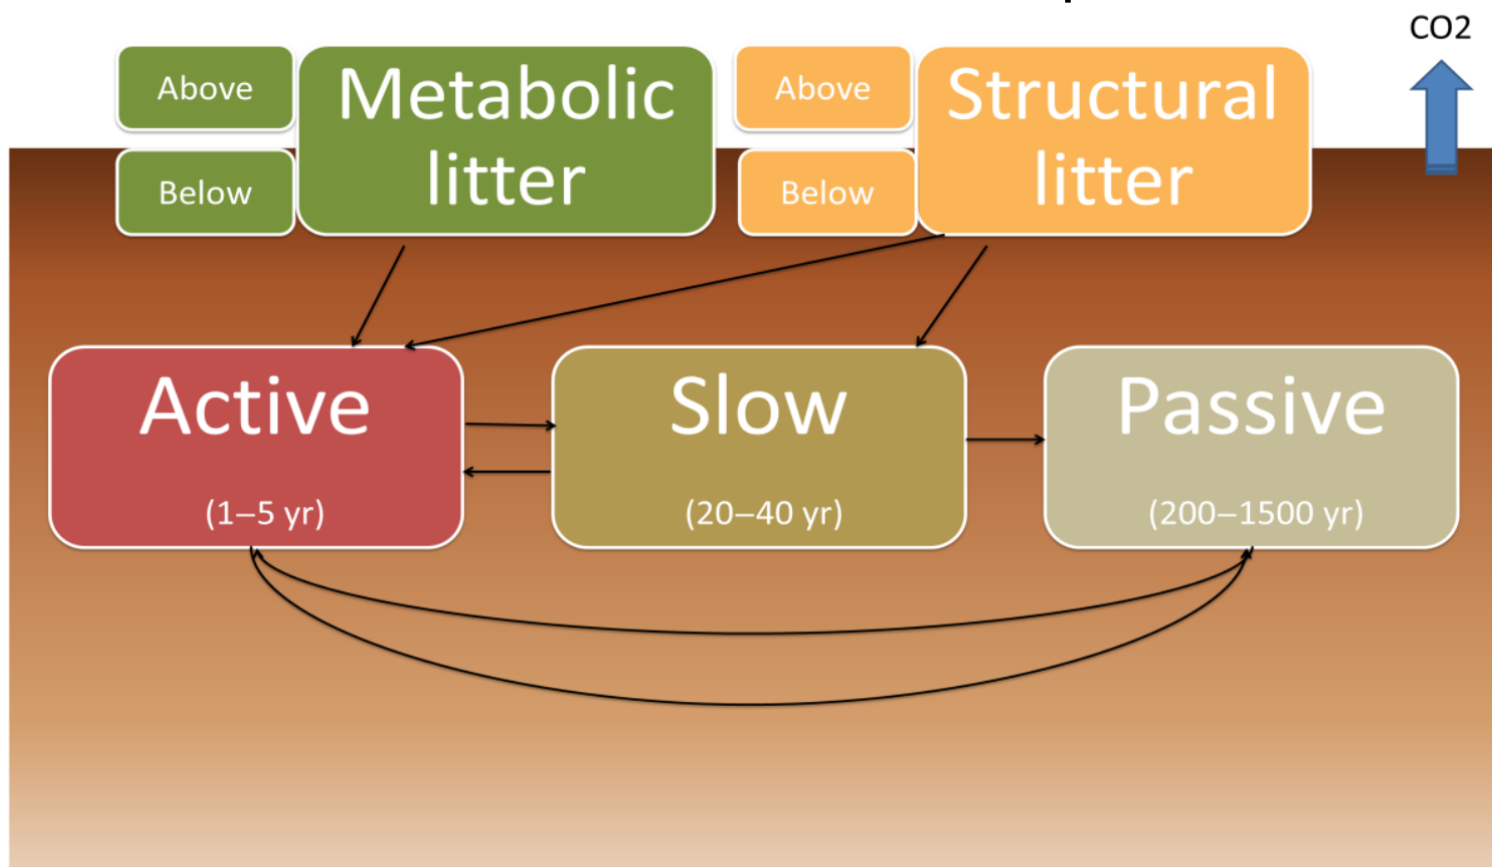 CO2
Above
Metabolic
litter
Below
Above
Structural
litter
Below
Active
(1–5 yr)
Slow
(20–40 yr)
Passive
(200–1500 yr)